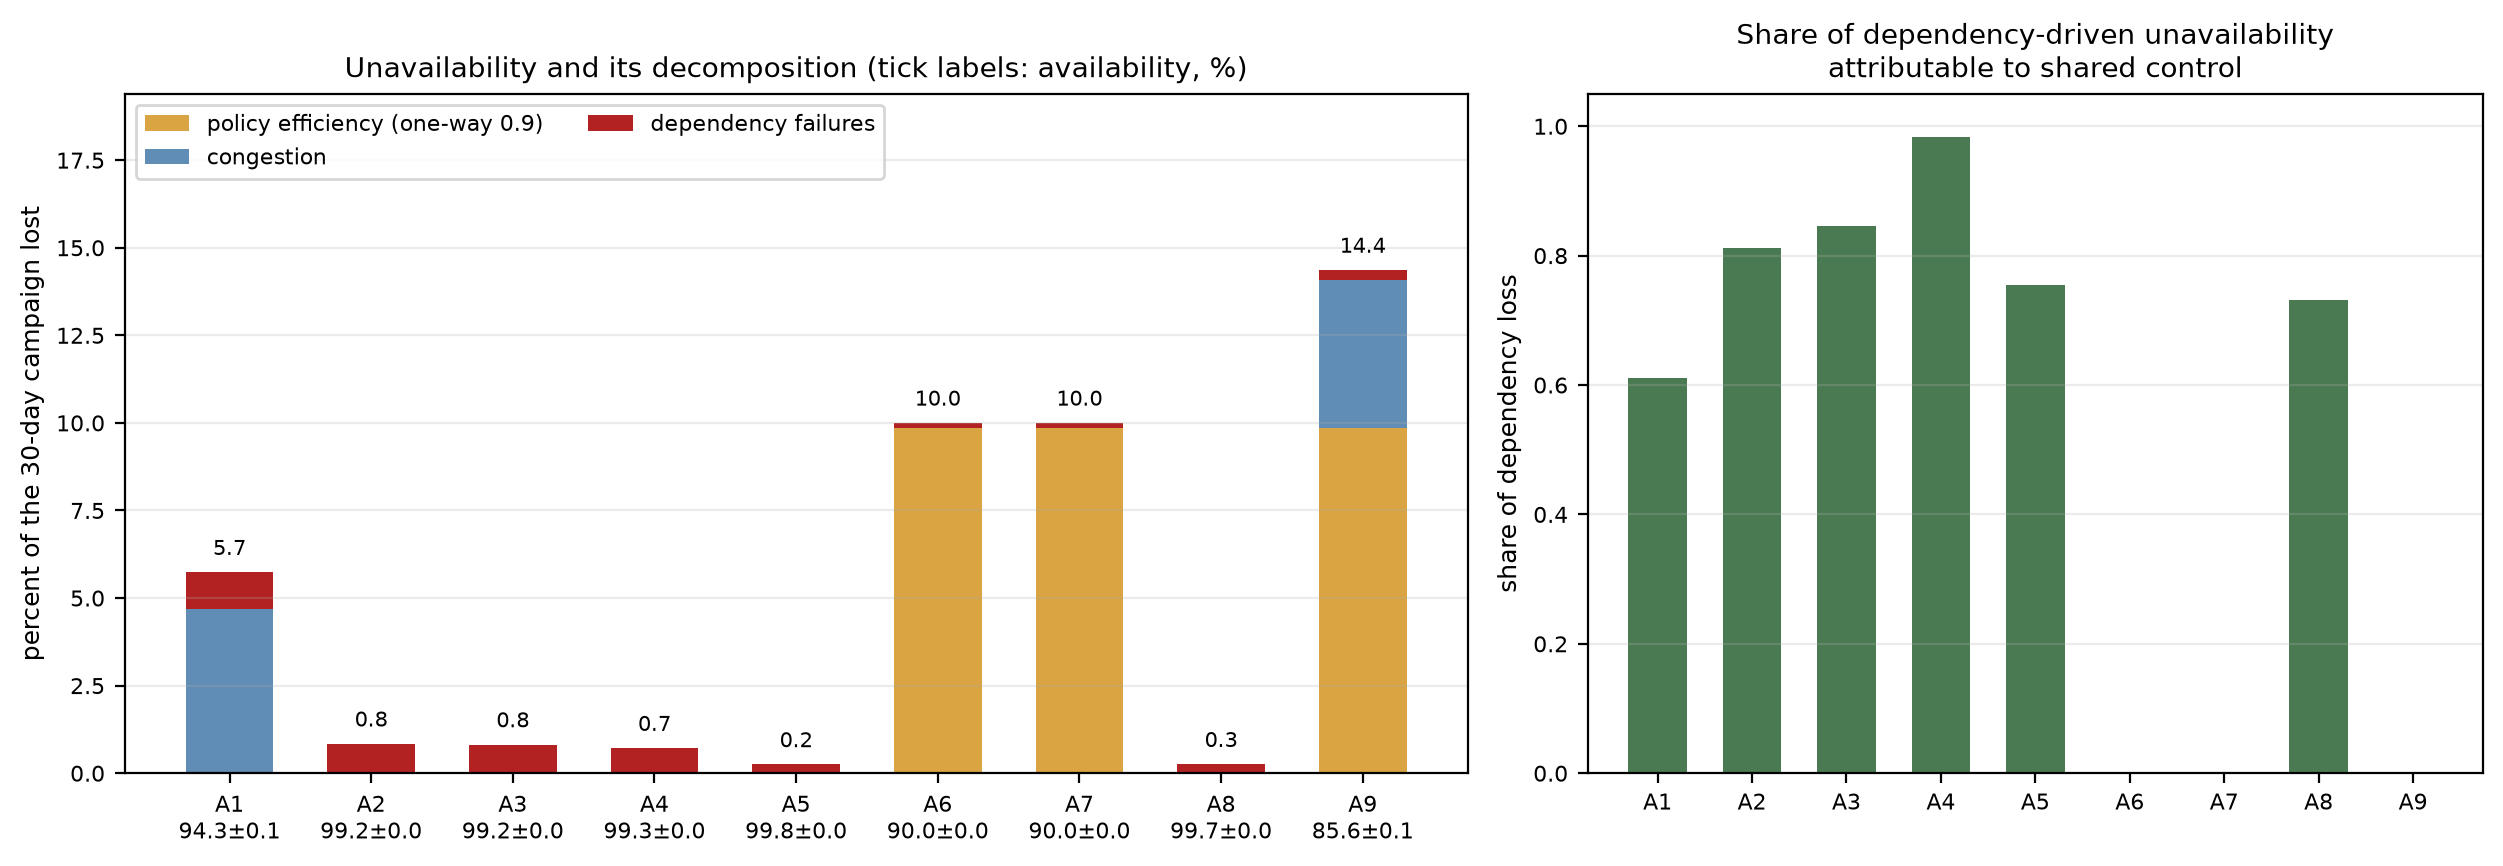 Unavailability and its decomposition (tick labels: availability, %)
policy efficiency (one-way 0.9)
congestion
dependency failures
percent of the 30-day campaign lost
17.5
15.0
12.5
10.0
7.5
5.0
2.5
0.0
5.7
0.8
0.8
0.7
0.2
10.0
10.0
0.3
14.4
A1 A2 A3 A4 A5 A6 A7 A8 A9
94.3±0.1 99.2±0.0 99.2±0.0 99.3±0.0 99.8±0.0 90.0±0.0 90.0±0.0 99.7±0.0 85.6±0.1
Share of dependency-driven unavailability
attributable to shared control
share of dependency loss
1.0
0.8
0.6
0.4
0.2
0.0
A1 A2 A3 A4 A5 A6 A7 A8 A9